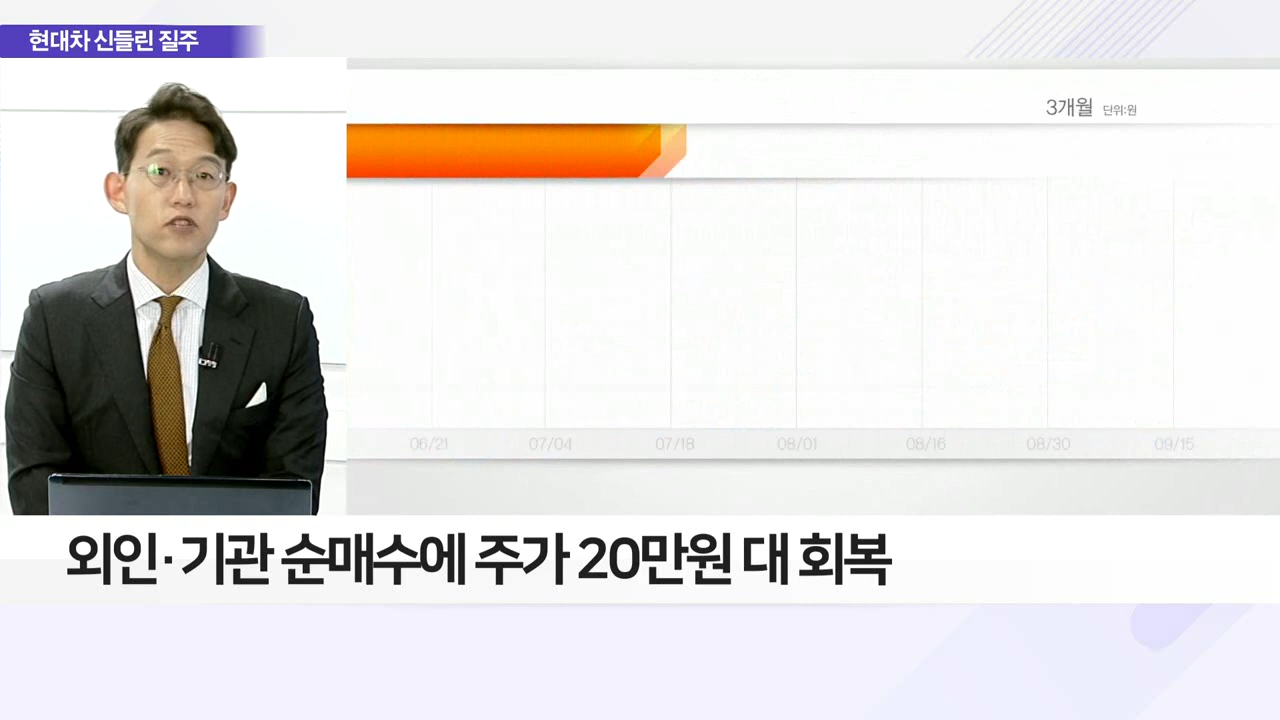 현대차 신들린 질주
3개월 단위:원
06/21 07/04 07/18 08/01 08/16 08/30 09/15
외인·기관 순매수에 주가 20만원 대 회복